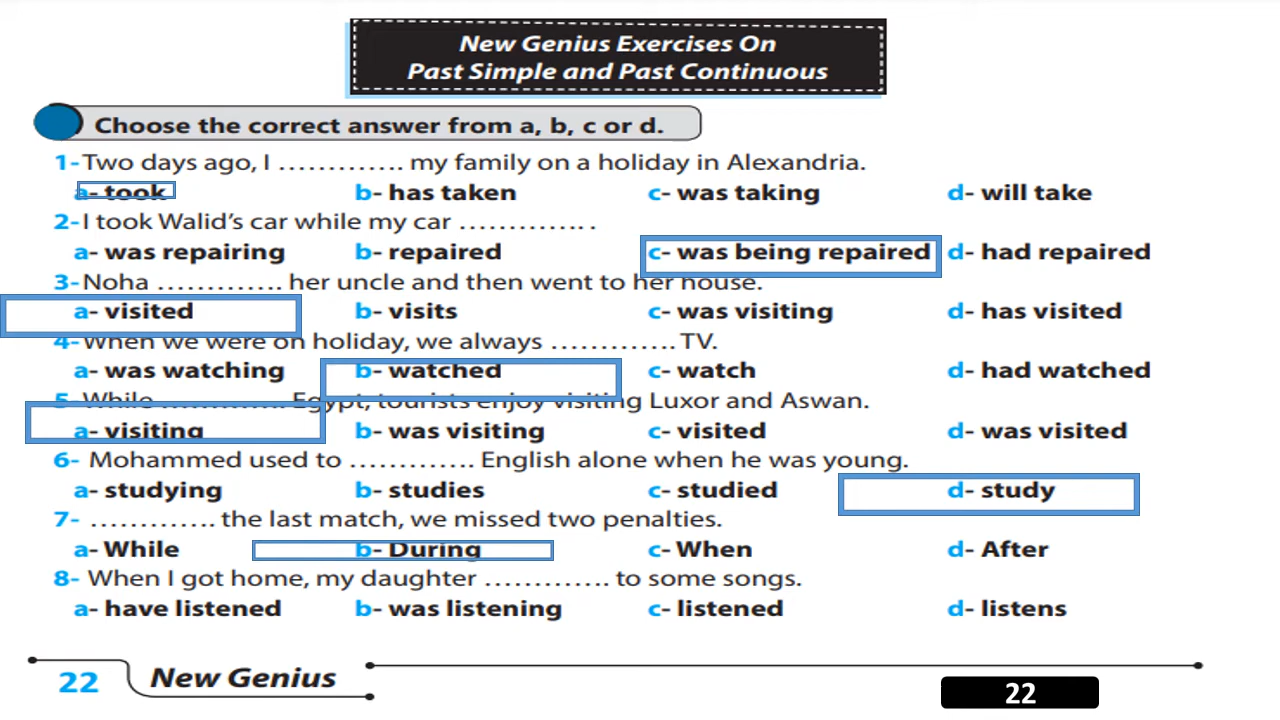 New Genius Exercises On
Past Simple and Past Continuous
Choose the correct answer from a, b, c or d.
1- Two days ago, I ............. my family on a holiday in Alexandria.
a- took b- has taken c- was taking d- will take
2- I took Walid's car while my car ..............
a- was repairing b- repaired c- was being repaired d- had repaired
3- Noha ............. her uncle and then went to her house.
a- visited b- visits c- was visiting d- has visited
4- When we were on holiday, we always ............. TV.
a- was watching b- watched c- watch d- had watched
5- While ............. Egypt, tourists enjoy visiting Luxor and Aswan.
a- visiting b- was visiting c- visited d- was visited
6- Mohammed used to ............. English alone when he was young.
a- studying b- studies c- studied d- study
7- ............. the last match, we missed two penalties.
a- While b- During c- When d- After
8- When I got home, my daughter ............. to some songs.
a- have listened b- was listening c- listened d- listens
22 New Genius
22